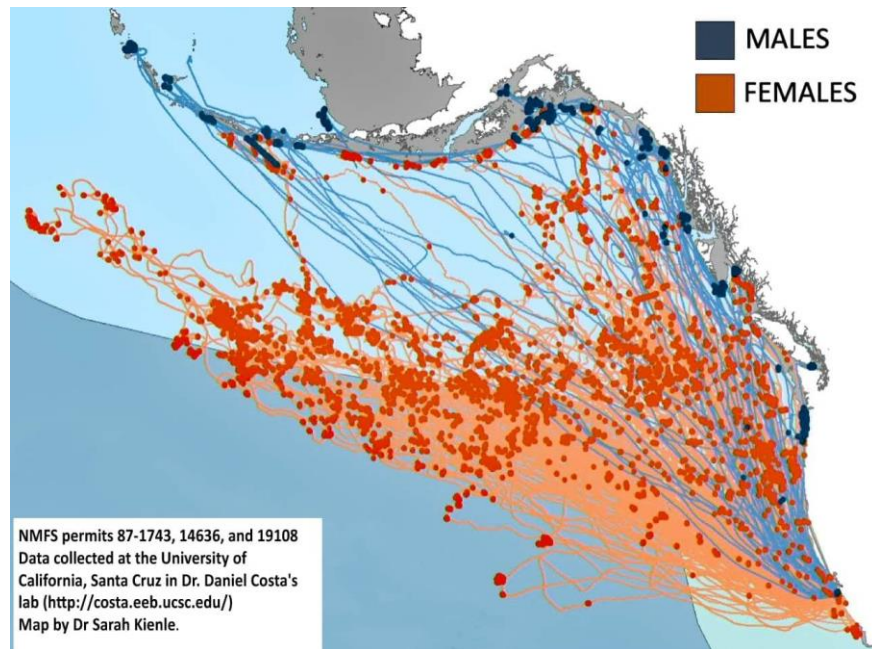 MALES
FEMALES
NMFS permits 87-1743, 14636, and 19108
Data collected at the University of
California, Santa Cruz in Dr. Daniel Costa's
lab (http://costa.eeb.ucsc.edu/)
Map by Dr Sarah Kienle.